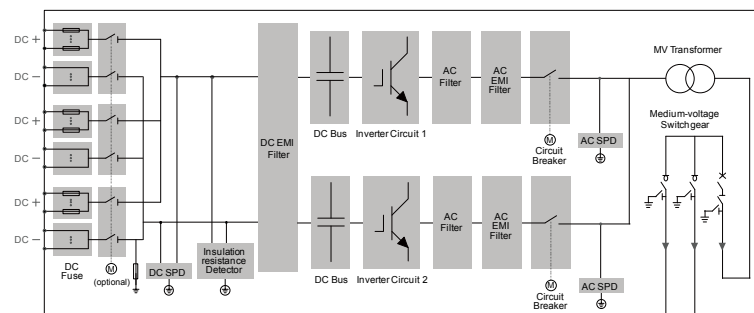 DC +
DC −
DC +
DC −
DC +
DC −
DC
Fuse
M
(optional)
DC SPD
Insulation
resistance
Detector
DC EMI
Filter
DC Bus
Inverter Circuit 1
AC
Filter
AC
EMI
Filter
M
Circuit
Breaker
AC SPD
MV Transformer
Medium-voltage
Switchgear
DC Bus
Inverter Circuit 2
AC
Filter
AC
EMI
Filter
M
Circuit
Breaker
AC SPD